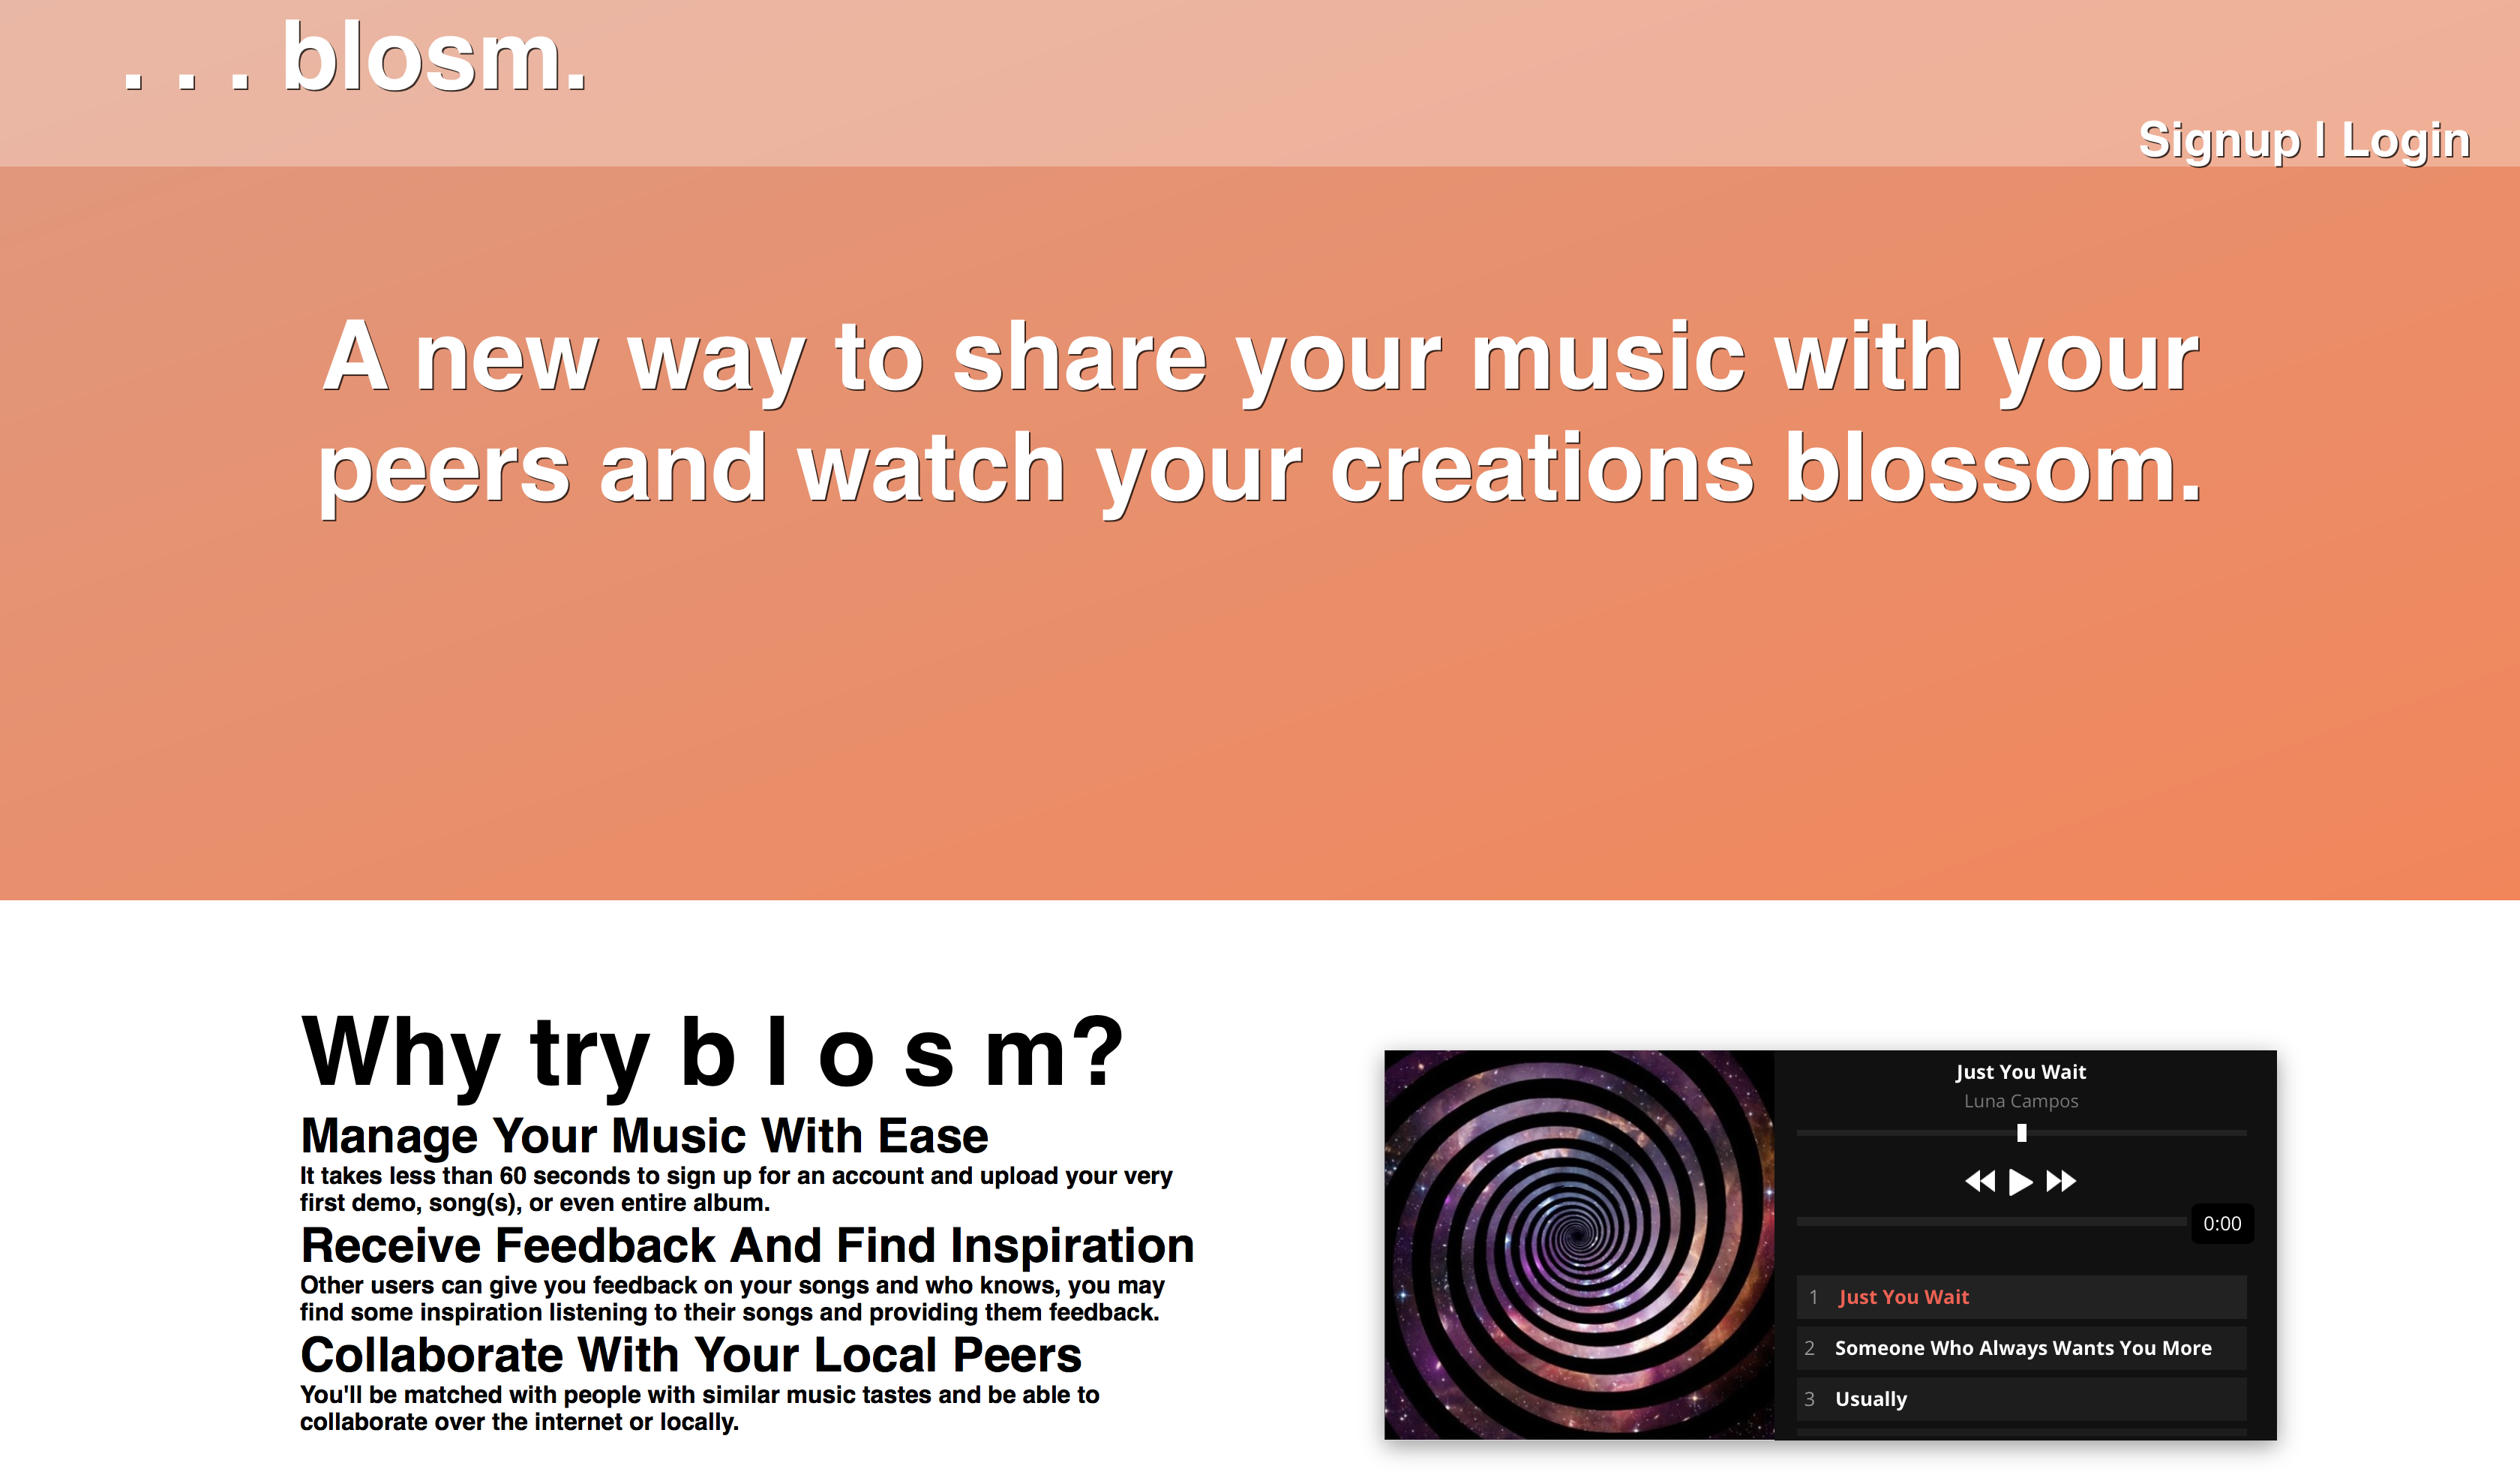 . . . blosm.
Signup | Login
A new way to share your music with your
peers and watch your creations blossom.
Why try b l o s m?
Manage Your Music With Ease
It takes less than 60 seconds to sign up for an account and upload your very
first demo, song(s), or even entire album.
Receive Feedback And Find Inspiration
Other users can give you feedback on your songs and who knows, you may
find some inspiration listening to their songs and providing them feedback.
Collaborate With Your Local Peers
You'll be matched with people with similar music tastes and be able to
collaborate over the internet or locally.
Just You Wait
Luna Campos
0:00
1 Just You Wait
2 Someone Who Always Wants You More
3 Usually